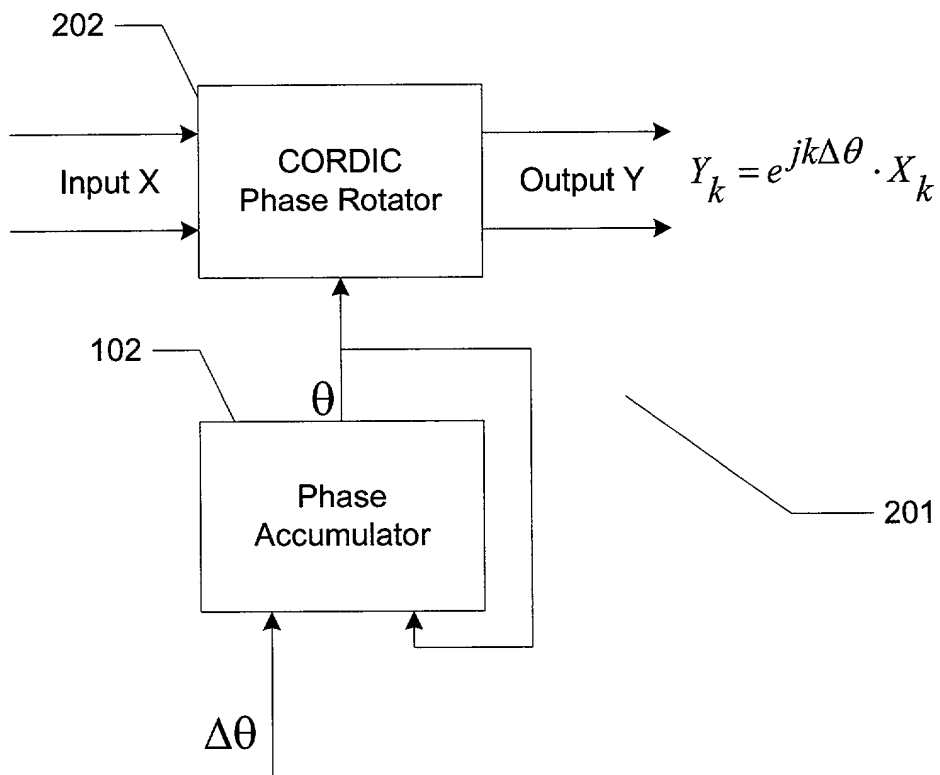 202
CORDIC
Phase Rotator
Input X
Output Y
Y_k = e^{jkΔθ} · X_k
102
θ
Phase
Accumulator
201
Δθ